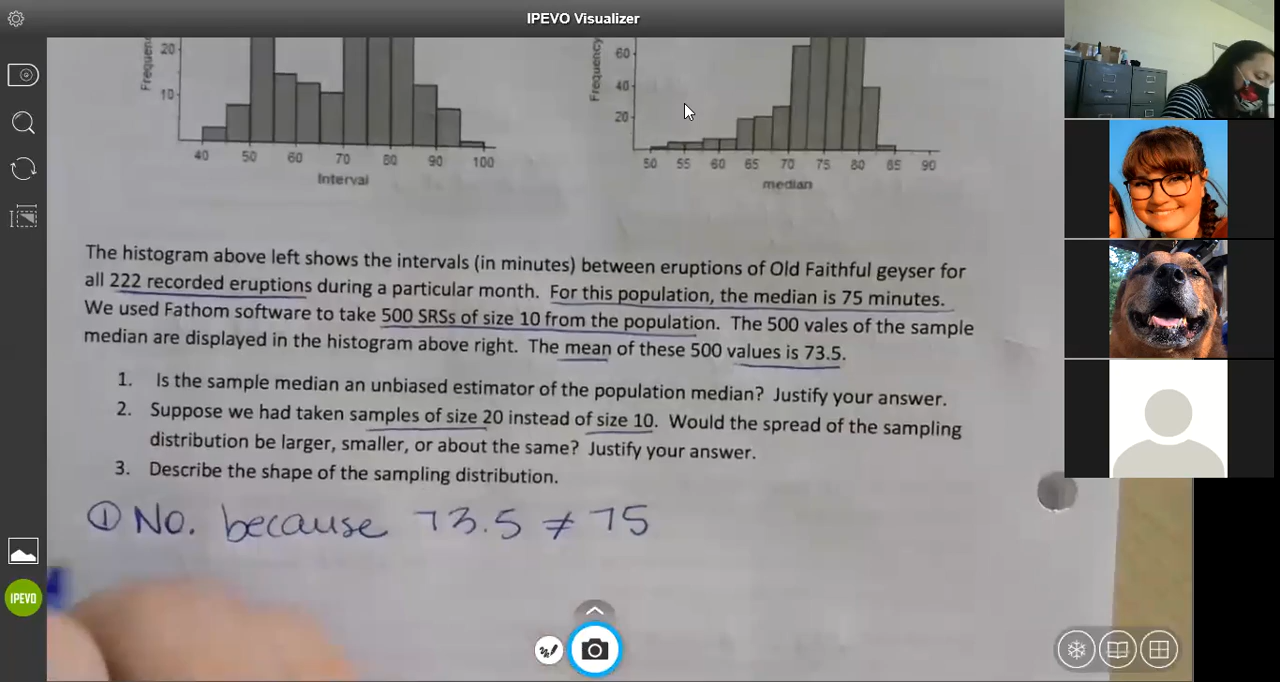 IPEVO Visualizer
Frequency
20
10
40 50 60 70 80 90 100
Interval
Frequency
60
40
20
50 55 60 65 70 75 80 85 90
median
The histogram above left shows the intervals (in minutes) between eruptions of Old Faithful geyser for
all 222 recorded eruptions during a particular month. For this population, the median is 75 minutes.
We used Fathom software to take 500 SRSs of size 10 from the population. The 500 vales of the sample
median are displayed in the histogram above right. The mean of these 500 values is 73.5.
1. Is the sample median an unbiased estimator of the population median? Justify your answer.
2. Suppose we had taken samples of size 20 instead of size 10. Would the spread of the sampling
distribution be larger, smaller, or about the same? Justify your answer.
3. Describe the shape of the sampling distribution.
① No. because 73.5 ≠ 75
IPEVO